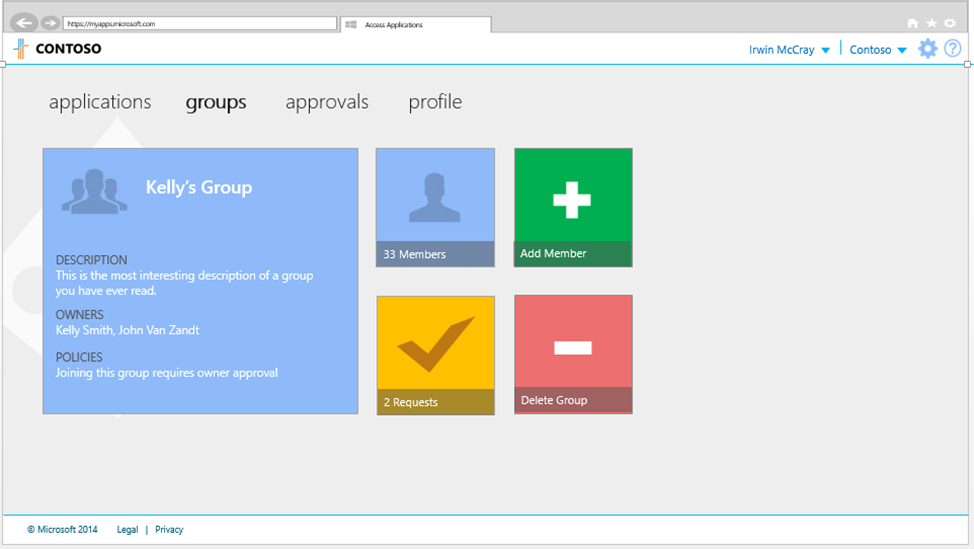 https://myapps.microsoft.com
Access Applications
CONTOSO
Irwin McCray
Contoso
?
applications groups approvals profile
Kelly's Group
DESCRIPTION
This is the most interesting description of a group
you have ever read.
OWNERS
Kelly Smith, John Van Zandt
POLICIES
Joining this group requires owner approval
33 Members
Add Member
2 Requests
Delete Group
© Microsoft 2014 Legal | Privacy